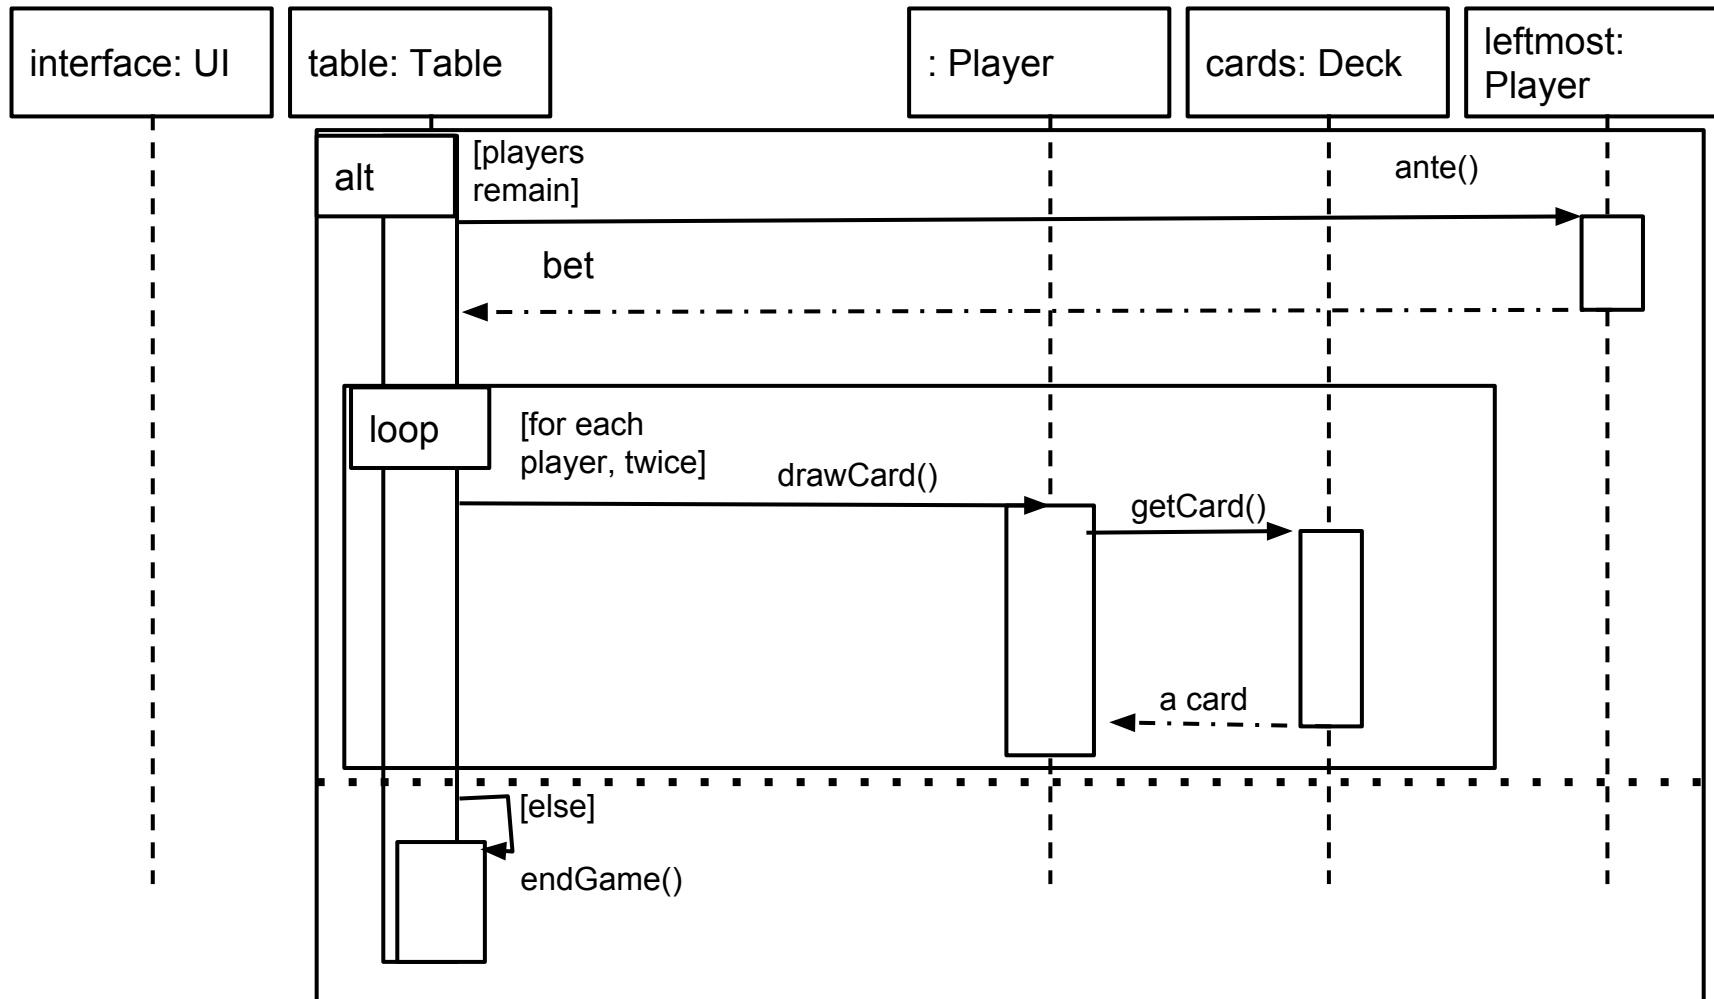 interface: UI
table: Table
: Player
cards: Deck
leftmost:
Player
alt
[players
remain]
ante()
bet
loop
[for each
player, twice]
drawCard()
getCard()
a card
[else]
endGame()